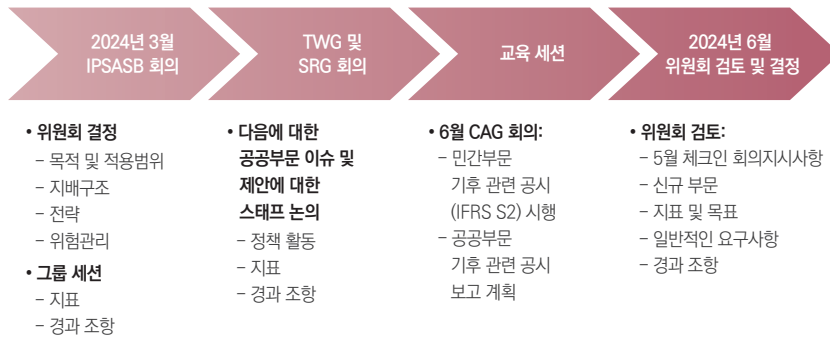 2024년 3월
IPSASB 회의
TWG 및
SRG 회의
교육 세션
2024년 6월
위원회 검토 및 결정
• 위원회 결정
– 목적 및 적용범위
– 지배구조
– 전략
– 위험관리
• 그룹 세션
– 지표
– 경과 조항
• 다음에 대한
공공부문 이슈 및
제안에 대한
스태프 논의
– 정책 활동
– 지표
– 경과 조항
• 6월 CAG 회의:
– 민간부문
기후 관련 공시
(IFRS S2) 시행
– 공공부문
기후 관련 공시
보고 계획
• 위원회 검토:
– 5월 체크인 회의지시사항
– 신규 부문
– 지표 및 목표
– 일반적인 요구사항
– 경과 조항